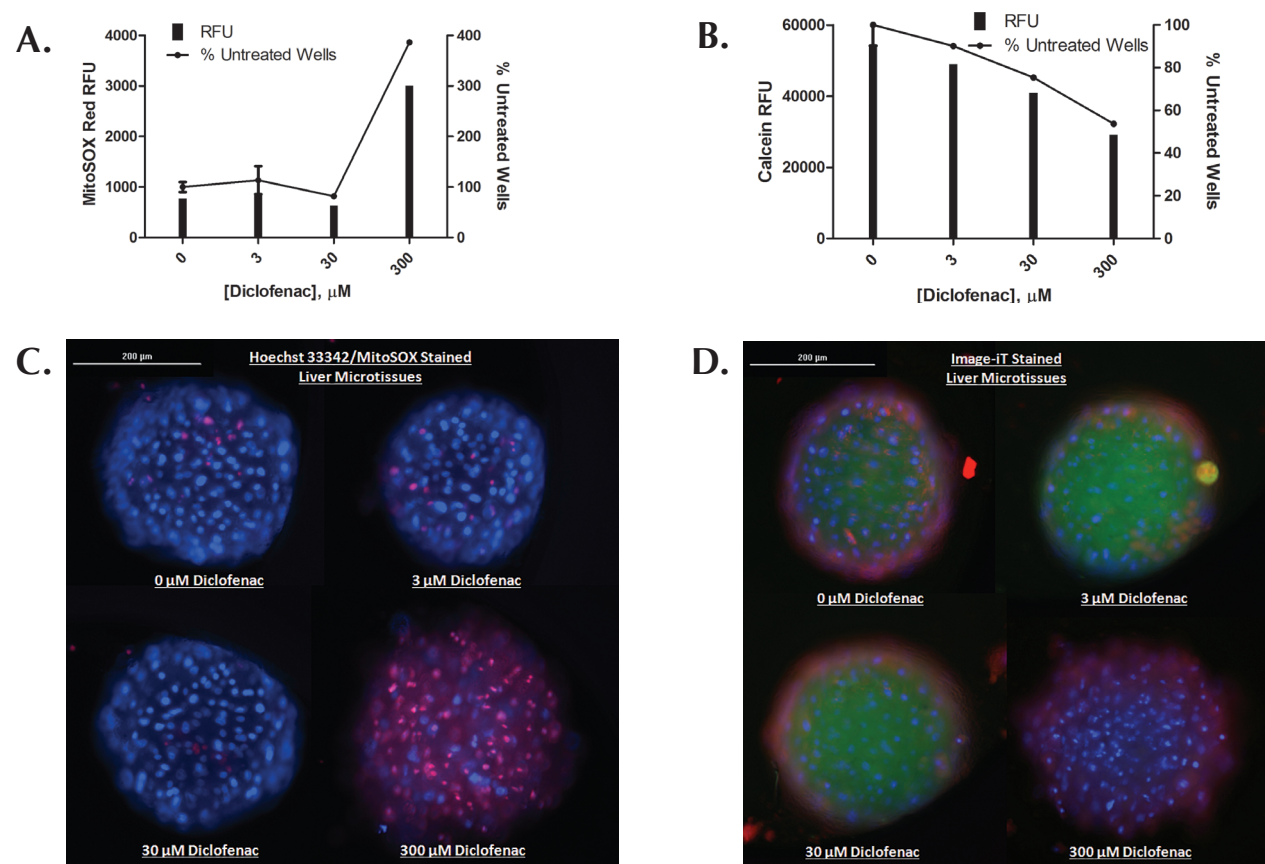 A.
RFU
% Untreated Wells
MitoSOX Red RFU
4000
3000
2000
1000
0
400
300
200
100
0
% Untreated Wells
0
3
30
300
[Diclofenac], μM
B.
RFU
% Untreated Wells
Calcein RFU
60000
40000
20000
0
100
80
60
40
20
0
% Untreated Wells
0
3
30
300
[Diclofenac], μM
C.
200 µm
Hoechst 33342/MitoSOX Stained
Liver Microtissues
0 µM Diclofenac
3 µM Diclofenac
30 µM Diclofenac
300 µM Diclofenac
D.
200 µm
Image-iT Stained
Liver Microtissues
0 µM Diclofenac
3 µM Diclofenac
30 µM Diclofenac
300 µM Diclofenac